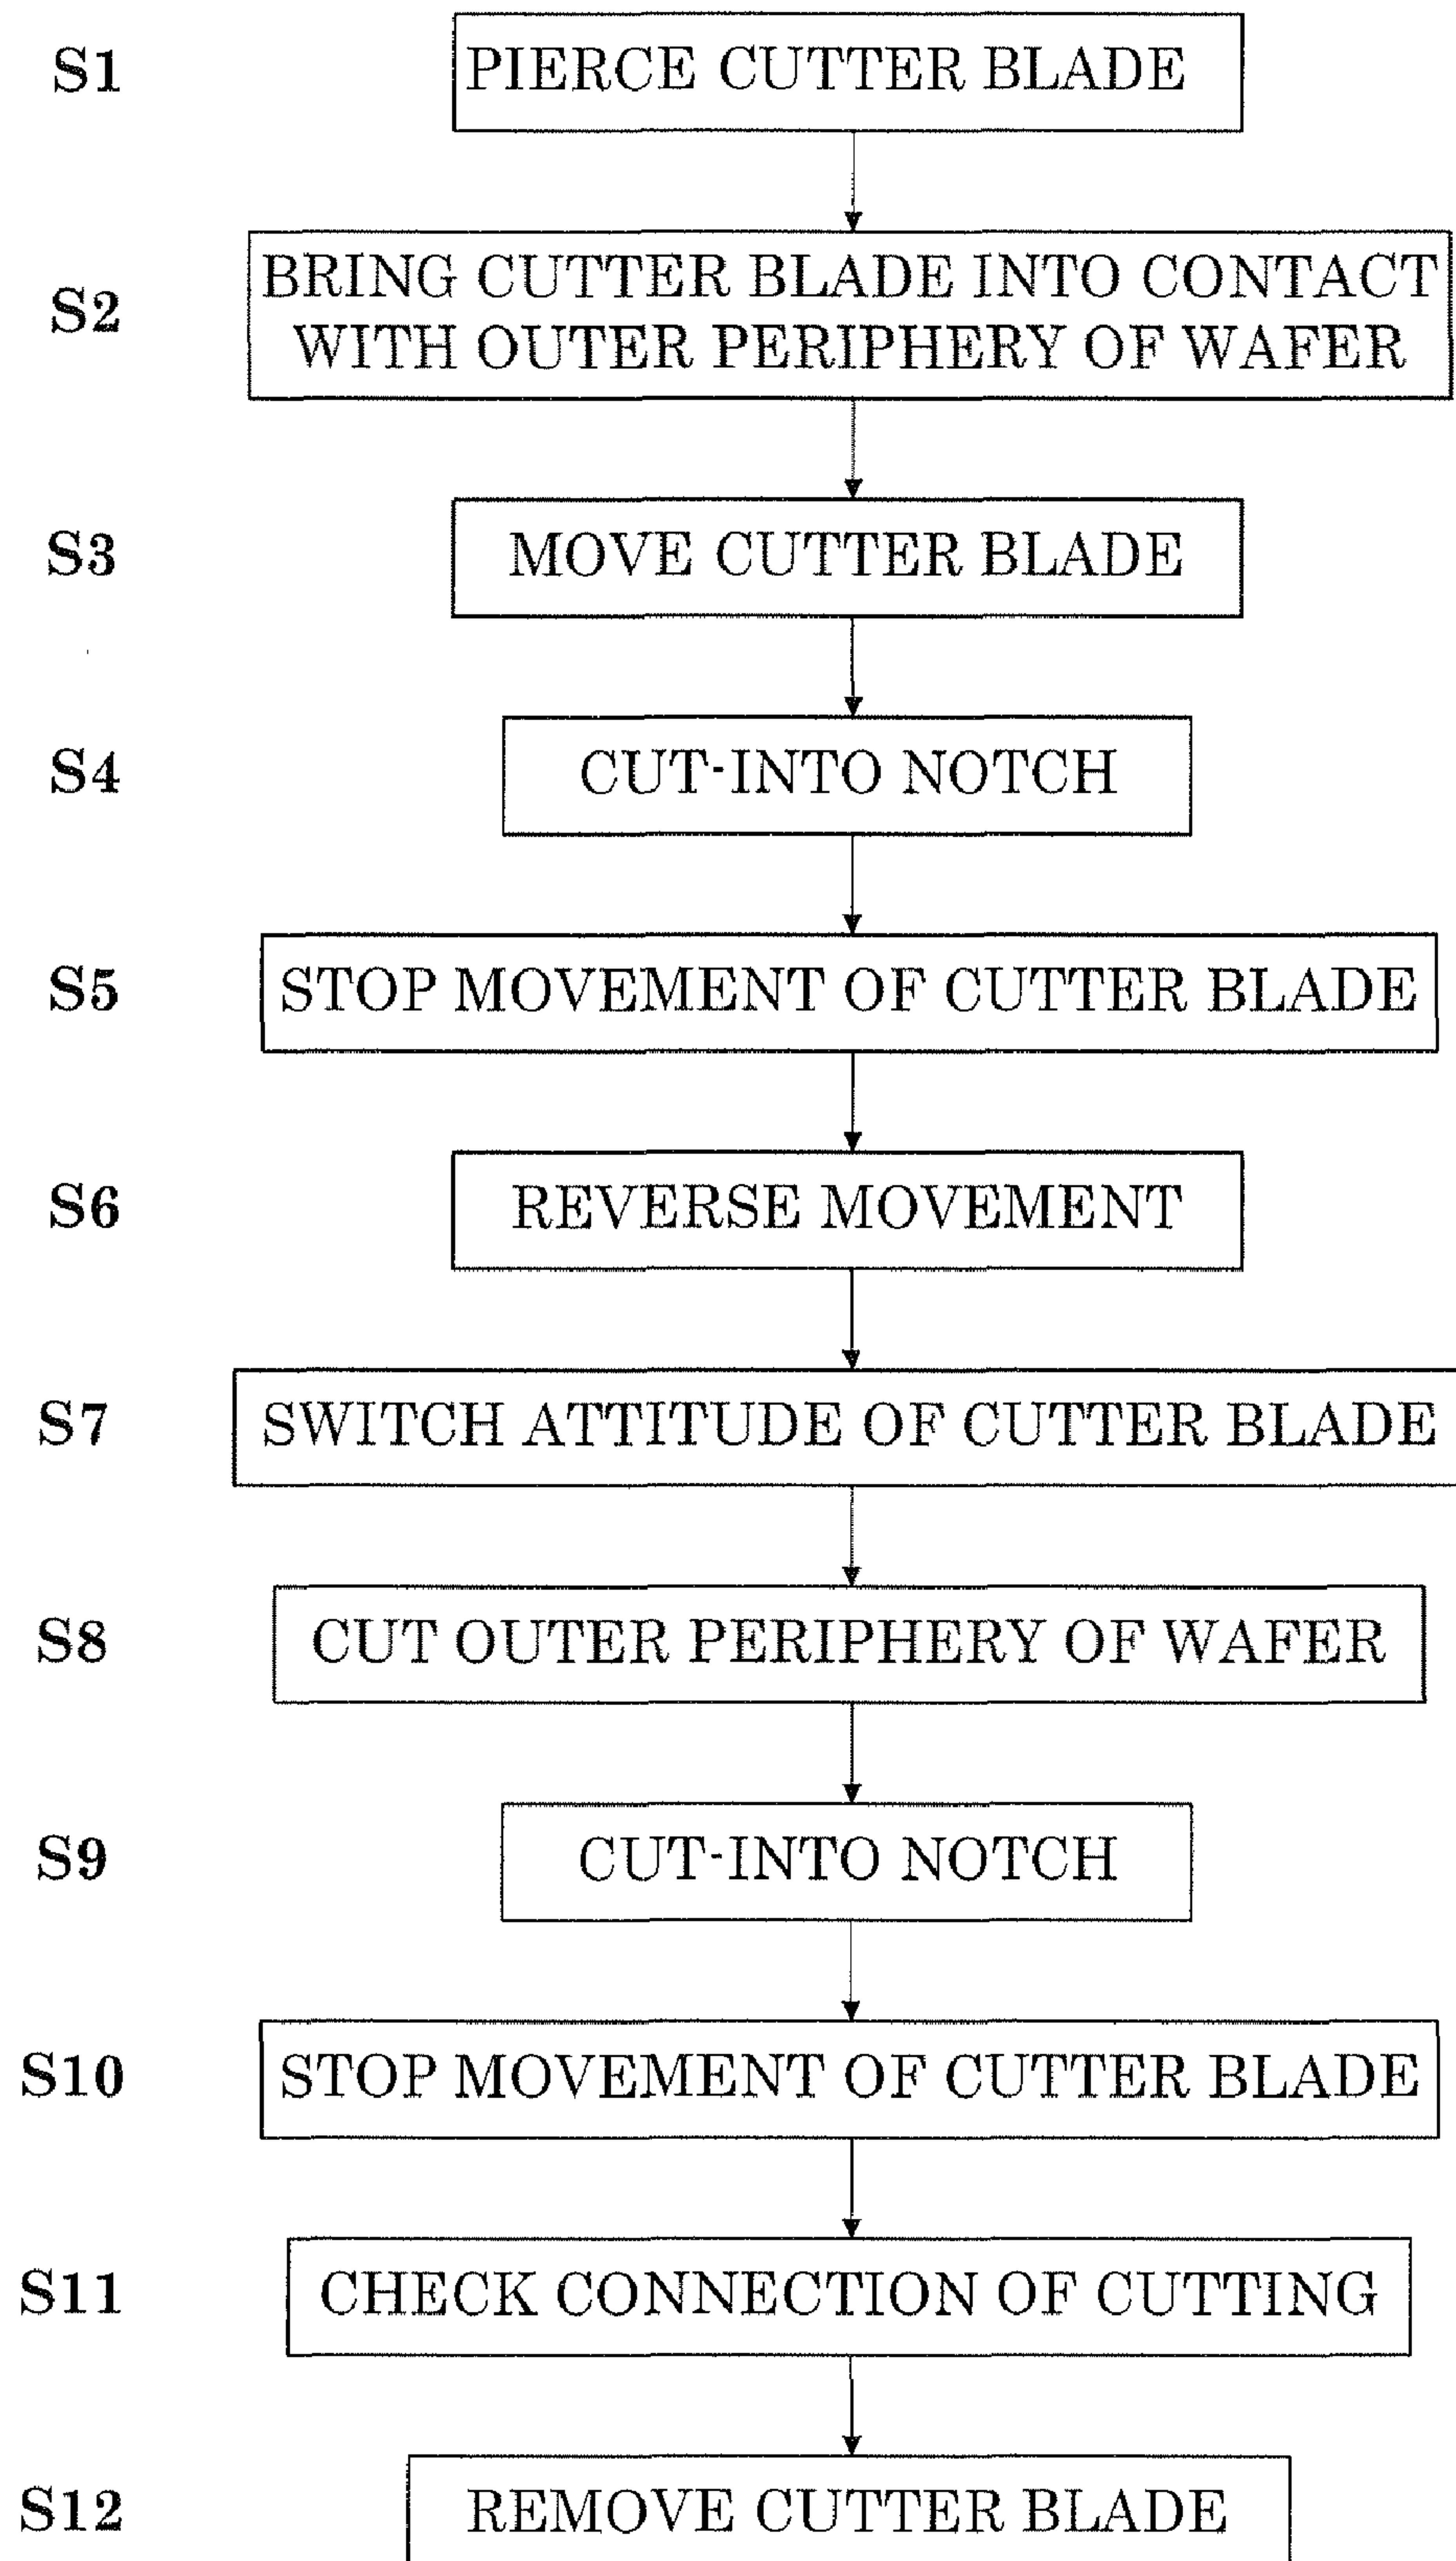 S1
PIERCE CUTTER BLADE
S2
BRING CUTTER BLADE INTO CONTACT
WITH OUTER PERIPHERY OF WAFER
S3
MOVE CUTTER BLADE
S4
CUT-INTO NOTCH
S5
STOP MOVEMENT OF CUTTER BLADE
S6
REVERSE MOVEMENT
S7
SWITCH ATTITUDE OF CUTTER BLADE
S8
CUT OUTER PERIPHERY OF WAFER
S9
CUT-INTO NOTCH
S10
STOP MOVEMENT OF CUTTER BLADE
S11
CHECK CONNECTION OF CUTTING
S12
REMOVE CUTTER BLADE